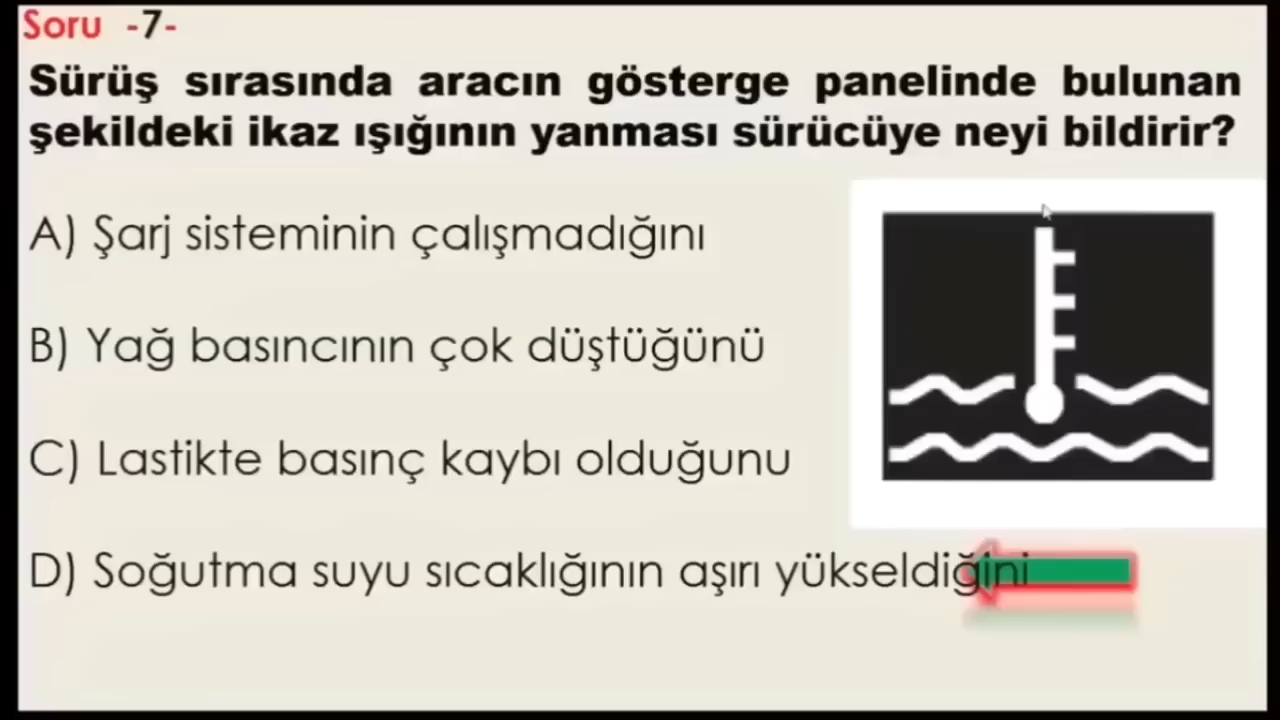 Soru -7-
Sürüş sırasında aracın gösterge panelinde bulunan
şekildeki ikaz ışığının yanması sürücüye neyi bildirir?
A) Şarj sisteminin çalışmadığını
B) Yağ basıncının çok düştüğünü
C) Lastikte basınç kaybı olduğunu
D) Soğutma suyu sıcaklığının aşırı yükseldiğini